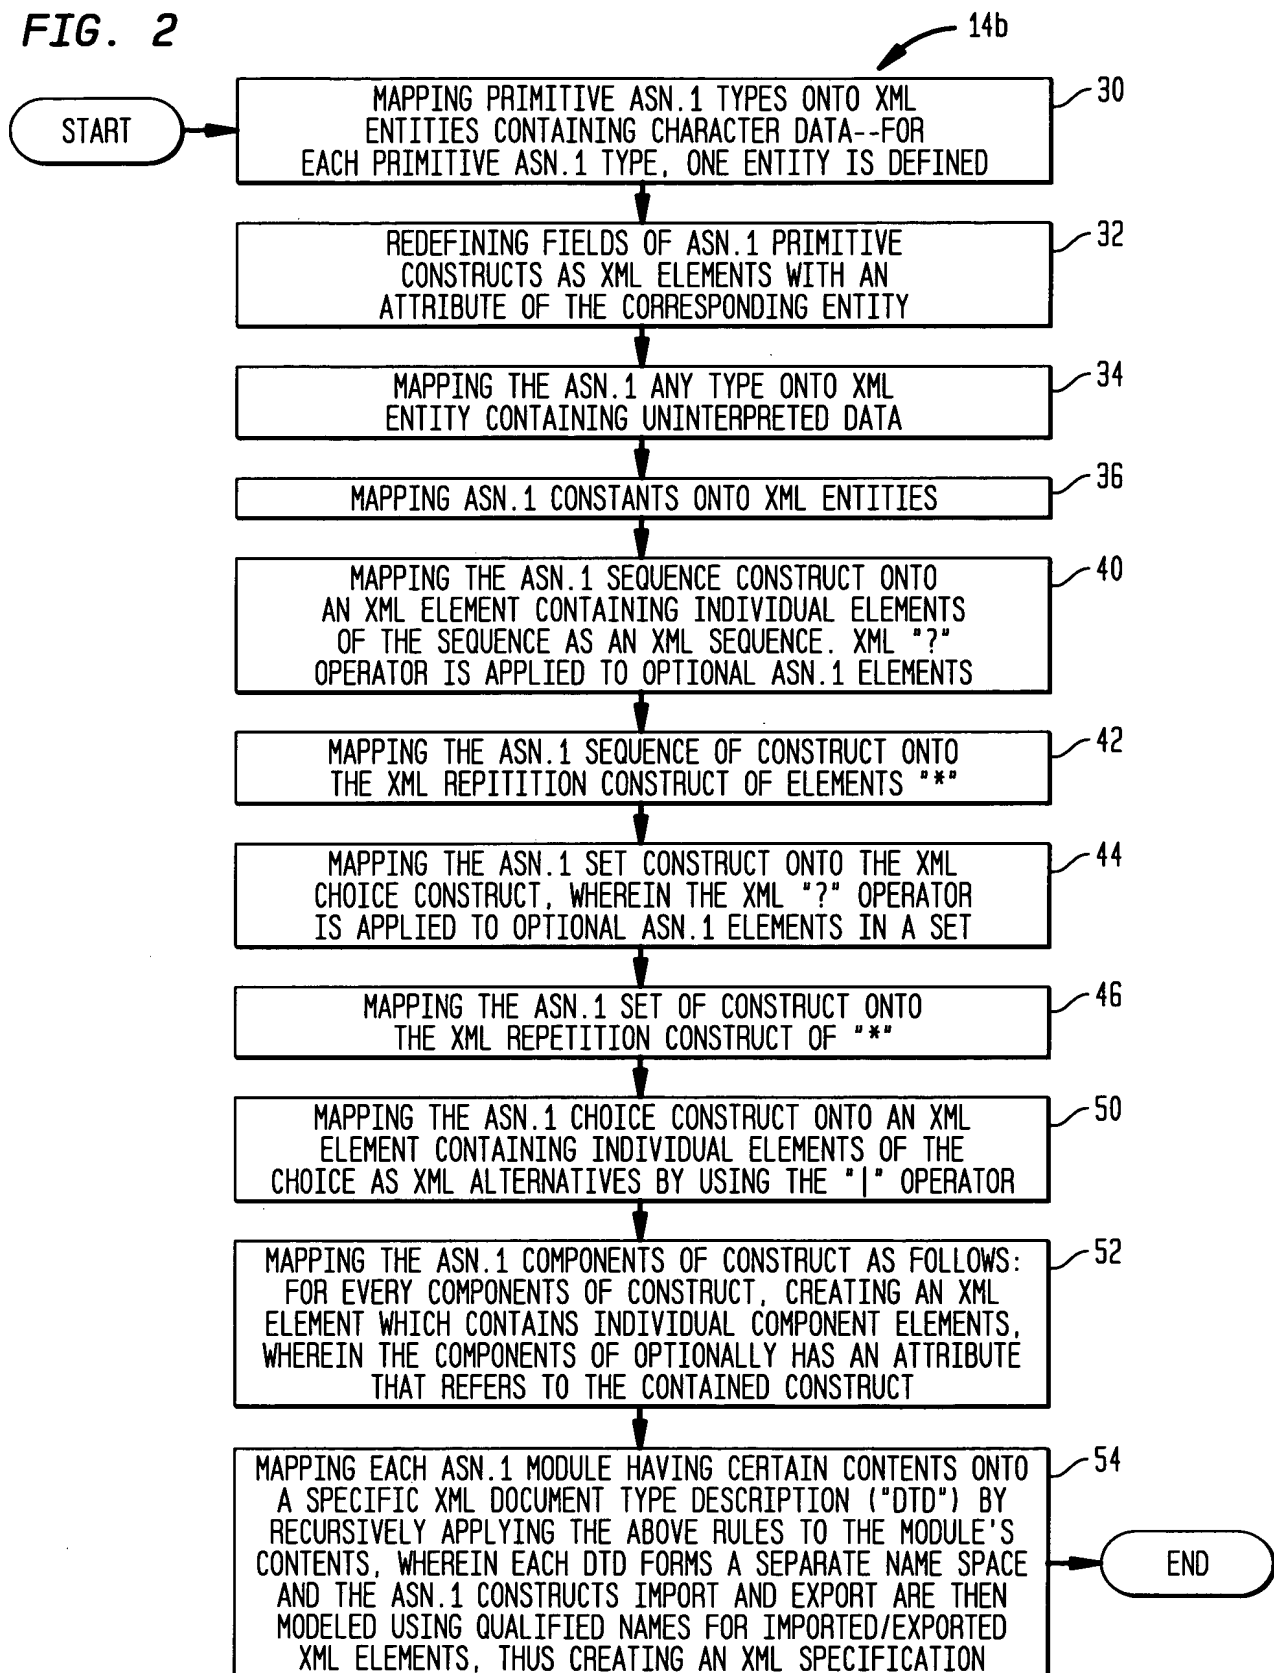 FIG. 2
14b
START
MAPPING PRIMITIVE ASN.1 TYPES ONTO XML
ENTITIES CONTAINING CHARACTER DATA--FOR
EACH PRIMITIVE ASN.1 TYPE, ONE ENTITY IS DEFINED
30
REDEFINING FIELDS OF ASN.1 PRIMITIVE
CONSTRUCTS AS XML ELEMENTS WITH AN
ATTRIBUTE OF THE CORRESPONDING ENTITY
32
MAPPING THE ASN.1 ANY TYPE ONTO XML
ENTITY CONTAINING UNINTERPRETED DATA
34
MAPPING ASN.1 CONSTANTS ONTO XML ENTITIES
36
MAPPING THE ASN.1 SEQUENCE CONSTRUCT ONTO
AN XML ELEMENT CONTAINING INDIVIDUAL ELEMENTS
OF THE SEQUENCE AS AN XML SEQUENCE. XML "?"
OPERATOR IS APPLIED TO OPTIONAL ASN.1 ELEMENTS
40
MAPPING THE ASN.1 SEQUENCE OF CONSTRUCT ONTO
THE XML REPITITION CONSTRUCT OF ELEMENTS "*"
42
MAPPING THE ASN.1 SET CONSTRUCT ONTO THE XML
CHOICE CONSTRUCT, WHEREIN THE XML "?" OPERATOR
IS APPLIED TO OPTIONAL ASN.1 ELEMENTS IN A SET
44
MAPPING THE ASN.1 SET OF CONSTRUCT ONTO
THE XML REPETITION CONSTRUCT OF "*"
46
MAPPING THE ASN.1 CHOICE CONSTRUCT ONTO AN XML
ELEMENT CONTAINING INDIVIDUAL ELEMENTS OF THE
CHOICE AS XML ALTERNATIVES BY USING THE "|" OPERATOR
50
MAPPING THE ASN.1 COMPONENTS OF CONSTRUCT AS FOLLOWS:
FOR EVERY COMPONENTS OF CONSTRUCT, CREATING AN XML
ELEMENT WHICH CONTAINS INDIVIDUAL COMPONENT ELEMENTS,
WHEREIN THE COMPONENTS OF OPTIONALLY HAS AN ATTRIBUTE
THAT REFERS TO THE CONTAINED CONSTRUCT
52
MAPPING EACH ASN.1 MODULE HAVING CERTAIN CONTENTS ONTO
A SPECIFIC XML DOCUMENT TYPE DESCRIPTION ("DTD") BY
RECURSIVELY APPLYING THE ABOVE RULES TO THE MODULE'S
CONTENTS, WHEREIN EACH DTD FORMS A SEPARATE NAME SPACE
AND THE ASN.1 CONSTRUCTS IMPORT AND EXPORT ARE THEN
MODELED USING QUALIFIED NAMES FOR IMPORTED/EXPORTED
XML ELEMENTS, THUS CREATING AN XML SPECIFICATION
54
END